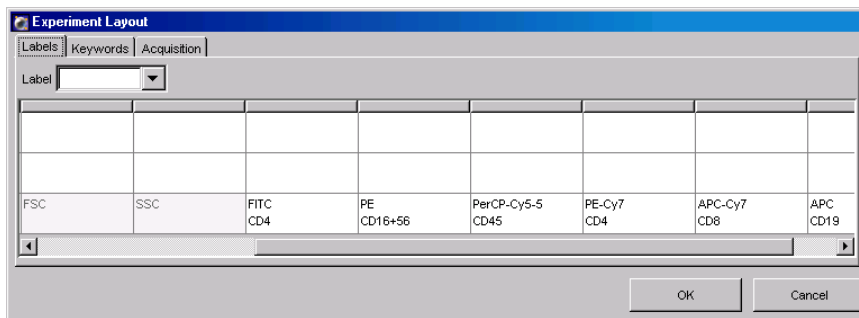 Experiment Layout
Labels Keywords Acquisition
Label
FSC SSC FITC PE PerCP-Cy5-5 PE-Cy7 APC-Cy7 APC
CD4 CD16+56 CD45 CD4 CD8 CD19
OK Cancel